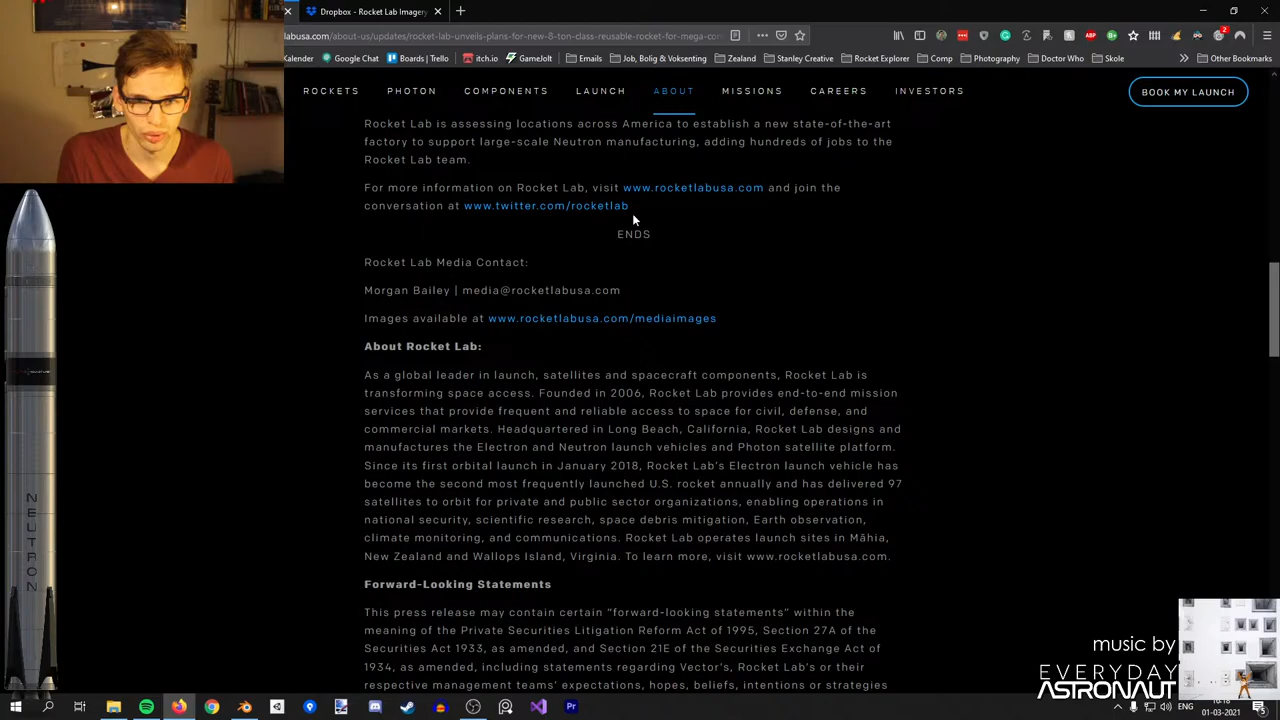 Dropbox - Rocket Lab Imagery
labusa.com/about-us/updates/rocket-lab-unveils-plans-for-new-8-ton-class-reusable-rocket-for-mega-con
Kalender
Google Chat
Boards | Trello
itch.io
GameJolt
Emails
Job, Bolig & Voksenting
Zealand
Stanley Creative
Rocket Explorer
Comp
Photography
Doctor Who
Skole
Other Bookmarks
ROCKETS
PHOTON
COMPONENTS
LAUNCH
ABOUT
MISSIONS
CAREERS
INVESTORS
BOOK MY LAUNCH
Rocket Lab is assessing locations across America to establish a new state-of-the-art
factory to support large-scale Neutron manufacturing, adding hundreds of jobs to the
Rocket Lab team.
For more information on Rocket Lab, visit www.rocketlabusa.com and join the
conversation at www.twitter.com/rocketlab
ENDS
Rocket Lab Media Contact:
Morgan Bailey | media@rocketlabusa.com
Images available at www.rocketlabusa.com/mediaimages
About Rocket Lab:
As a global leader in launch, satellites and spacecraft components, Rocket Lab is
transforming space access. Founded in 2006, Rocket Lab provides end-to-end mission
services that provide frequent and reliable access to space for civil, defense, and
commercial markets. Headquartered in Long Beach, California, Rocket Lab designs and
manufactures the Electron and Neutron launch vehicles and Photon satellite platform.
Since its first orbital launch in January 2018, Rocket Lab's Electron launch vehicle has
become the second most frequently launched U.S. rocket annually and has delivered 97
satellites to orbit for private and public sector organizations, enabling operations in
national security, scientific research, space debris mitigation, Earth observation,
climate monitoring, and communications. Rocket Lab operates launch sites in Māhia,
New Zealand and Wallops Island, Virginia. To learn more, visit www.rocketlabusa.com.
Forward-Looking Statements
This press release may contain certain "forward-looking statements" within the
meaning of the Private Securities Litigation Reform Act of 1995, Section 27A of the
Securities Act 1933, as amended, and Section 21E of the Securities Exchange Act of
1934, as amended, including statements regarding Vector's, Rocket Lab's or their
respective management teams' expectations, hopes, beliefs, intentions or strategies
NEUTRON
music by
EVERYDAY
ASTRONAUT
ENG
01-03-2021